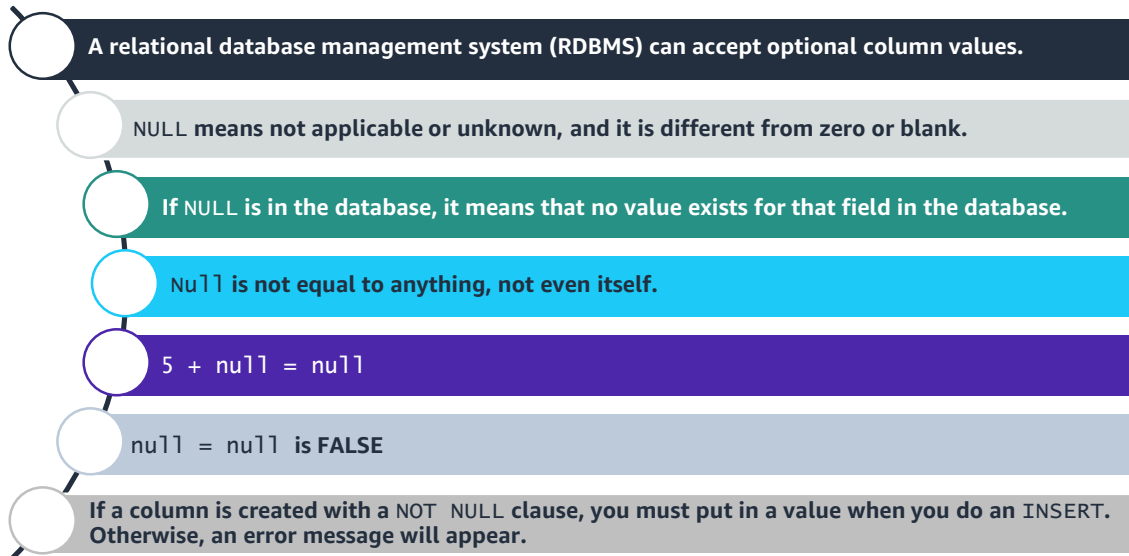 A relational database management system (RDBMS) can accept optional column values.
NULL means not applicable or unknown, and it is different from zero or blank.
If NULL is in the database, it means that no value exists for that field in the database.
Null is not equal to anything, not even itself.
5 + null = null
null = null is FALSE
If a column is created with a NOT NULL clause, you must put in a value when you do an INSERT.
Otherwise, an error message will appear.